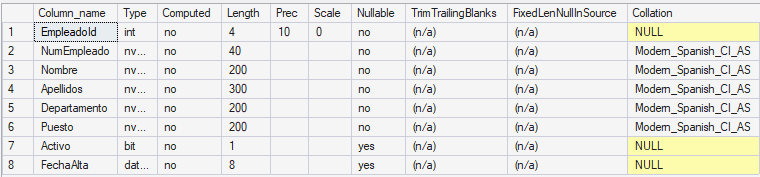 Column_name Type Computed Length Prec Scale Nullable TrimTrailingBlanks FixedLenNullInSource Collation
1 EmpleadoId int no 4 10 0 no (n/a) (n/a) NULL
2 NumEmpleado nv... no 40 no (n/a) (n/a) Modern_Spanish_CI_AS
3 Nombre nv... no 200 no (n/a) (n/a) Modern_Spanish_CI_AS
4 Apellidos nv... no 300 no (n/a) (n/a) Modern_Spanish_CI_AS
5 Departamento nv... no 200 no (n/a) (n/a) Modern_Spanish_CI_AS
6 Puesto nv... no 200 no (n/a) (n/a) Modern_Spanish_CI_AS
7 Activo bit no 1 yes (n/a) (n/a) NULL
8 FechaAlta dat... no 8 yes (n/a) (n/a) NULL